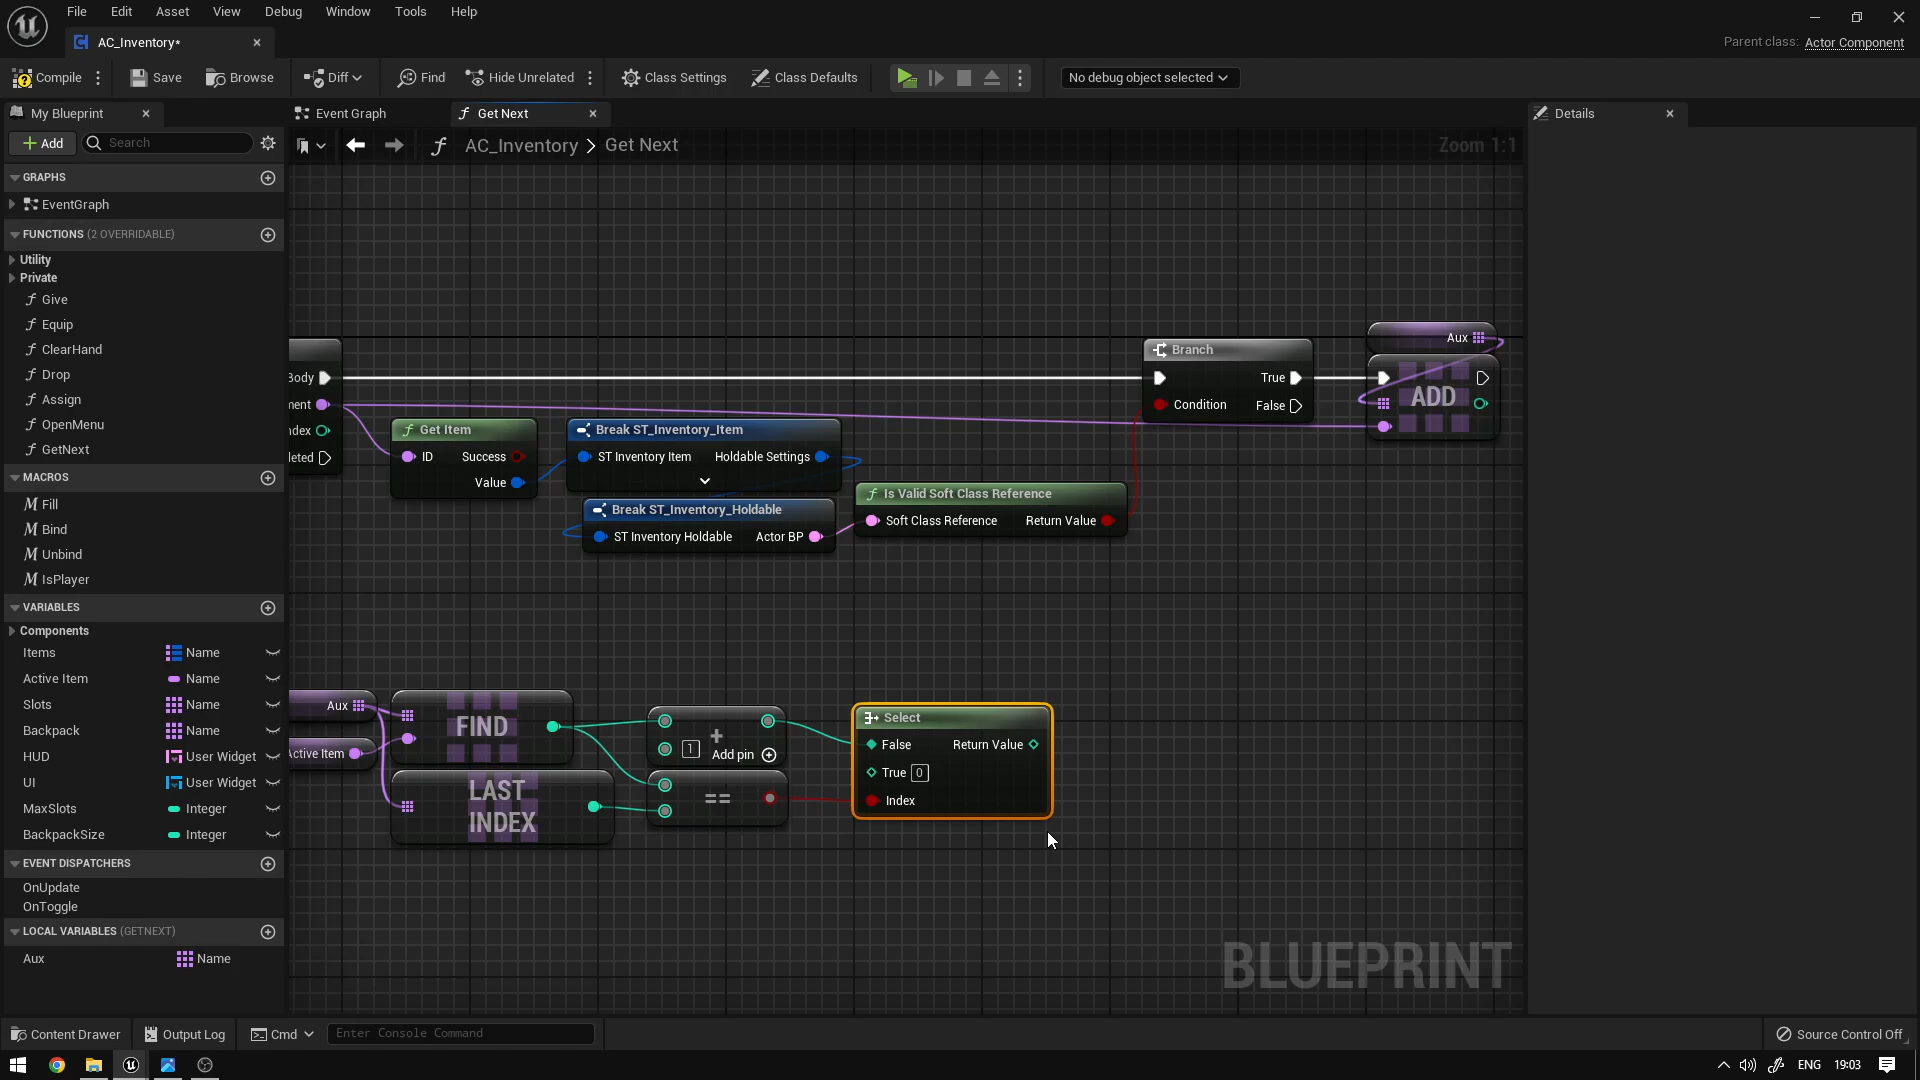 File Edit Asset View Debug Window Tools Help
AC_Inventory*
Parent class: Actor Component
Compile Save Browse Diff Find Hide Unrelated Class Settings Class Defaults No debug object selected
My Blueprint
Event Graph
Get Next
Details
Add
Search
AC_Inventory > Get Next
Zoom 1:1
GRAPHS
EventGraph
FUNCTIONS (2 OVERRIDABLE)
Utility
Private
Give
Equip
ClearHand
Drop
Assign
OpenMenu
GetNext
MACROS
Fill
Bind
Unbind
IsPlayer
VARIABLES
Components
Items Name
Active Item Name
Slots Name
Backpack Name
HUD User Widget
UI User Widget
MaxSlots Integer
BackpackSize Integer
EVENT DISPATCHERS
OnUpdate
OnToggle
LOCAL VARIABLES (GETNEXT)
Aux Name
Body
ment
ndex
leted
Get Item
ID Success
Value
Break ST_Inventory_Item
ST Inventory Item Holdable Settings
Break ST_Inventory_Holdable
ST Inventory Holdable Actor BP
Is Valid Soft Class Reference
Soft Class Reference Return Value
Branch
True
Condition False
Aux
ADD
Aux
Active Item
FIND
LAST
INDEX
+
1 Add pin
==
Select
False Return Value
True 0
Index
BLUEPRINT
Content Drawer Output Log Cmd Enter Console Command
Source Control Off
ENG 19:03